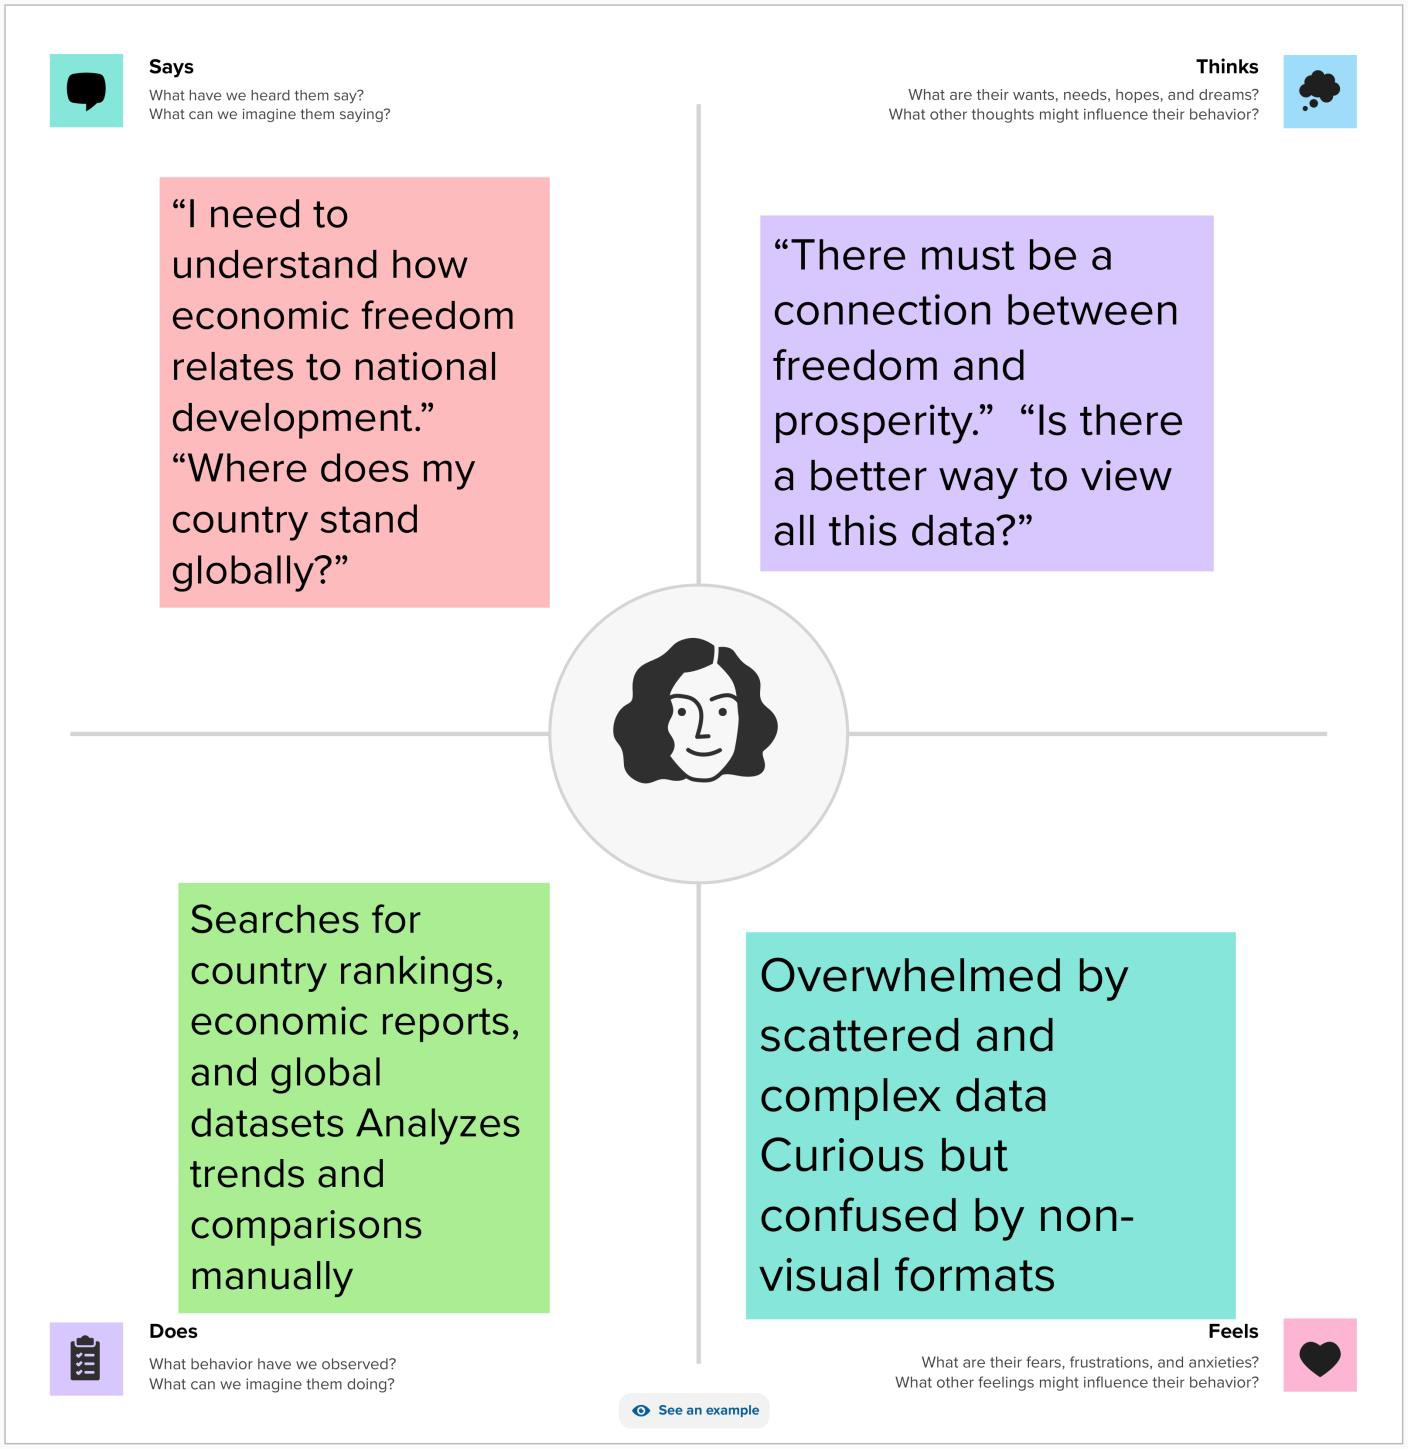 Says
What have we heard them say?
What can we imagine them saying?
Thinks
What are their wants, needs, hopes, and dreams?
What other thoughts might influence their behavior?
“I need to
understand how
economic freedom
relates to national
development.”
“Where does my
country stand
globally?”
“There must be a
connection between
freedom and
prosperity.”  “Is there
a better way to view
all this data?”
Searches for
country rankings,
economic reports,
and global
datasets Analyzes
trends and
comparisons
manually
Overwhelmed by
scattered and
complex data
Curious but
confused by non-
visual formats
Does
What behavior have we observed?
What can we imagine them doing?
Feels
What are their fears, frustrations, and anxieties?
What other feelings might influence their behavior?
See an example